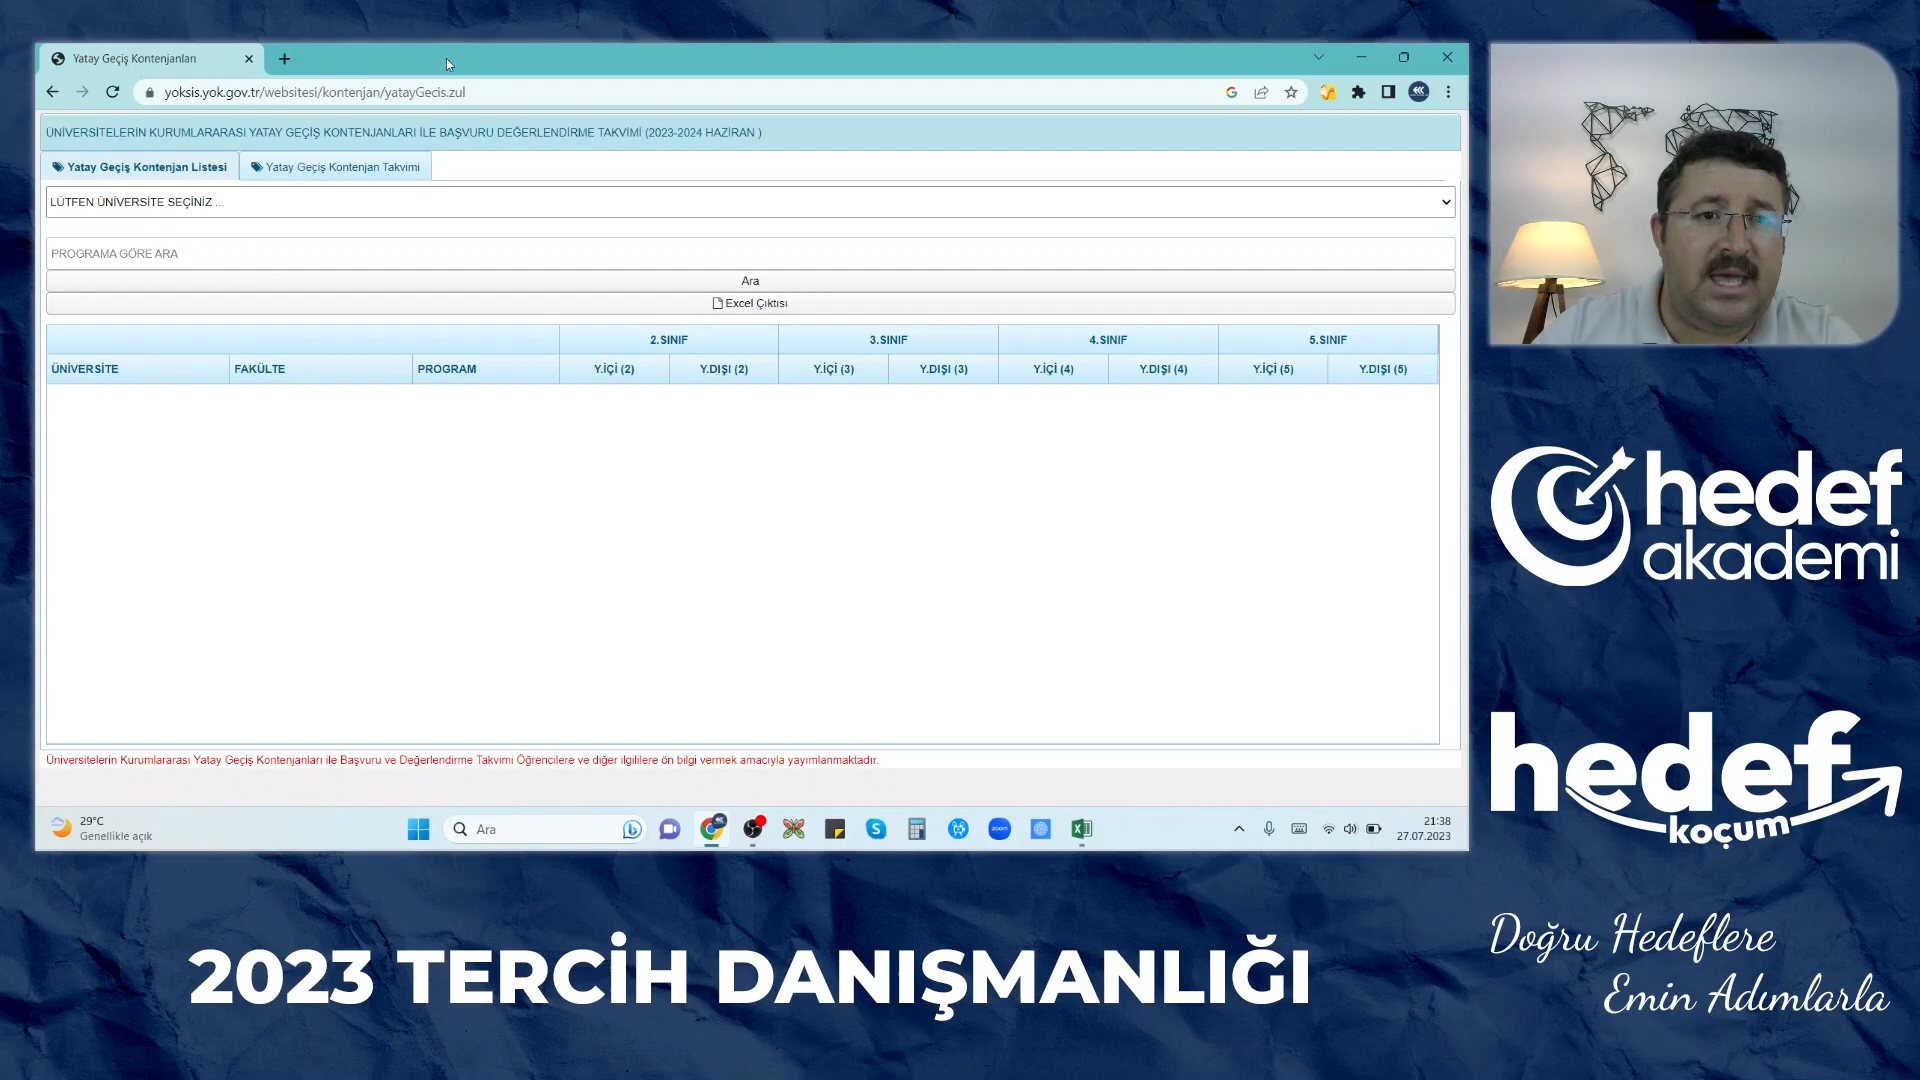 Yatay Geçiş Kontenjanları
yoksis.yok.gov.tr/websitesi/kontenjan/yatayGecis.zul
ÜNİVERSİTELERİN KURUMLARARASI YATAY GEÇİŞ KONTENJANLARI İLE BAŞVURU DEĞERLENDİRME TAKVİMİ (2023-2024 HAZİRAN )
Yatay Geçiş Kontenjan Listesi
Yatay Geçiş Kontenjan Takvimi
LÜTFEN ÜNİVERSİTE SEÇİNİZ ...
PROGRAMA GÖRE ARA
Ara
Excel Çıktısı
2.SINIF 3.SINIF 4.SINIF 5.SINIF
ÜNİVERSİTE FAKÜLTE PROGRAM Y.İÇİ (2) Y.DIŞI (2) Y.İÇİ (3) Y.DIŞI (3) Y.İÇİ (4) Y.DIŞI (4) Y.İÇİ (5) Y.DIŞI (5)
Üniversitelerin Kurumlararası Yatay Geçiş Kontenjanları ile Başvuru ve Değerlendirme Takvimi Öğrencilere ve diğer ilgililere ön bilgi vermek amacıyla yayımlanmaktadır.
29°C
Genellikle açık
Ara
zoom
21:38
27.07.2023
hedef
akademi
hedef
koçum
Doğru Hedeflere
Emin Adımlarla
2023 TERCİH DANIŞMANLIĞI